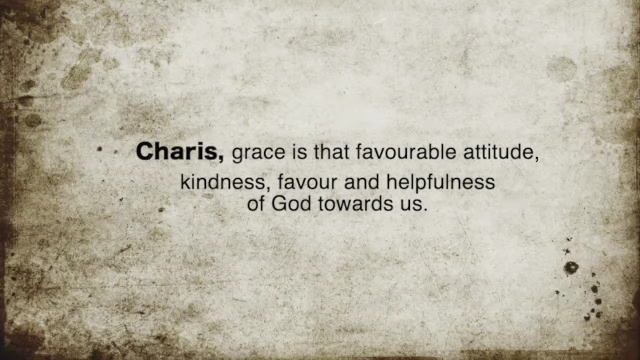 Charis, grace is that favourable attitude,
kindness, favour and helpfulness
of God towards us.